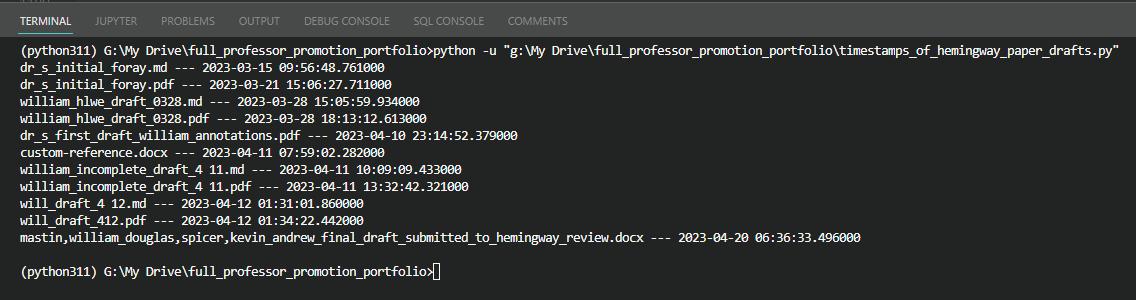 TERMINAL JUPYTER PROBLEMS OUTPUT DEBUG CONSOLE SQL CONSOLE COMMENTS
(python311) G:\My Drive\full_professor_promotion_portfolio>python -u "g:\My Drive\full_professor_promotion_portfolio\timestamps_of_hemingway_paper_drafts.py"
dr_s_initial_foray.md --- 2023-03-15 09:56:48.761000
dr_s_initial_foray.pdf --- 2023-03-21 15:06:27.711000
william_hlwe_draft_0328.md --- 2023-03-28 15:05:59.934000
william_hlwe_draft_0328.pdf --- 2023-03-28 18:13:12.613000
dr_s_first_draft_william_annotations.pdf --- 2023-04-10 23:14:52.379000
custom-reference.docx --- 2023-04-11 07:59:02.282000
william_incomplete_draft_4 11.md --- 2023-04-11 10:09:09.433000
william_incomplete_draft_4 11.pdf --- 2023-04-11 13:32:42.321000
will_draft_4 12.md --- 2023-04-12 01:31:01.860000
will_draft_412.pdf --- 2023-04-12 01:34:22.442000
mastin,william_douglas,spicer,kevin_andrew_final_draft_submitted_to_hemingway_review.docx --- 2023-04-20 06:36:33.496000
(python311) G:\My Drive\full_professor_promotion_portfolio>